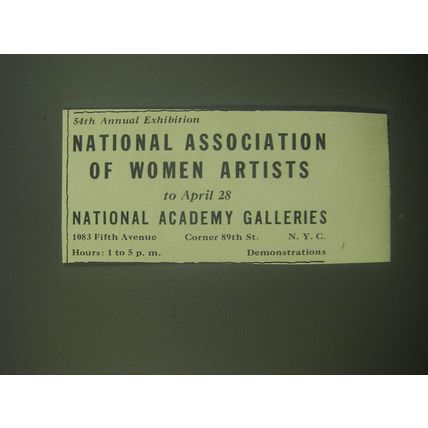 54th Annual Exhibition
NATIONAL ASSOCIATION
OF WOMEN ARTISTS
to April 28
NATIONAL ACADEMY GALLERIES
1083 Fifth Avenue Corner 89th St. N. Y. C.
Hours: 1 to 5 p. m. Demonstrations